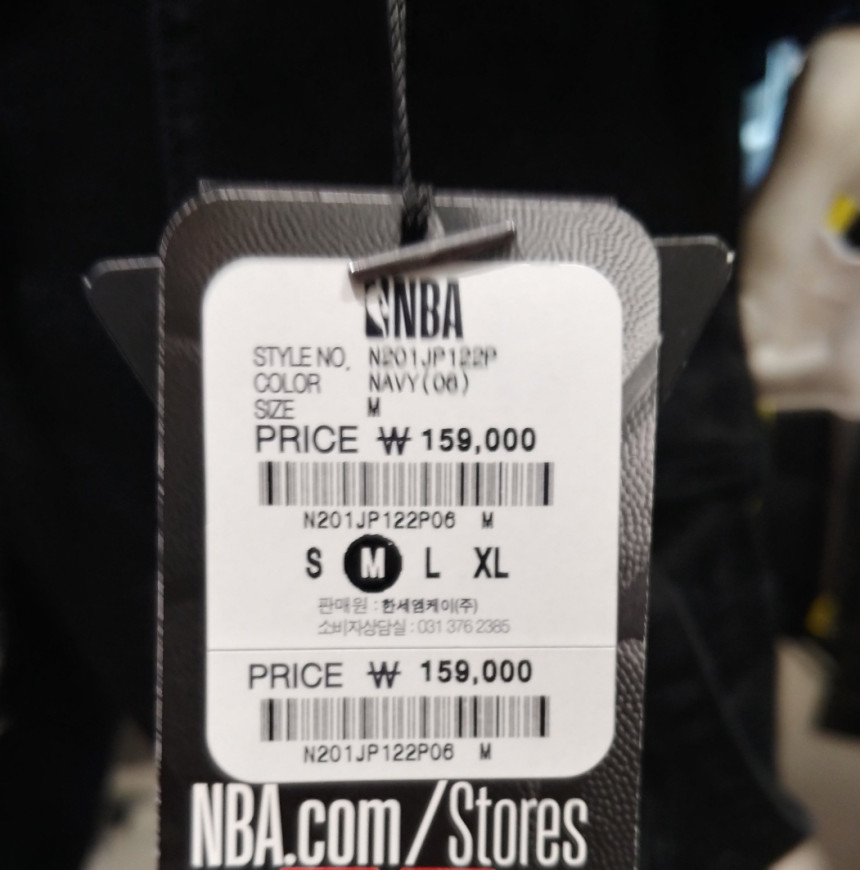 NBA
STYLE NO. N201JP122P
COLOR NAVY(06)
SIZE M
PRICE ₩ 159,000
N201JP122P06 M
S M L XL
판매원 : 한세엠케이(주)
소비자상담실 : 031 376 2385
PRICE ₩ 159,000
N201JP122P06 M
NBA.com/Stores